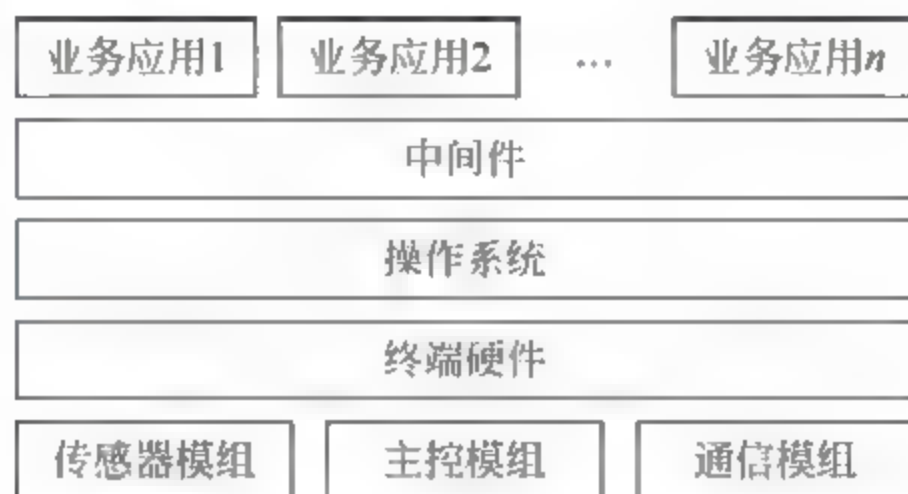 业务应用1 业务应用2 … 业务应用n
中间件
操作系统
终端硬件
传感器模组 主控模组 通信模组